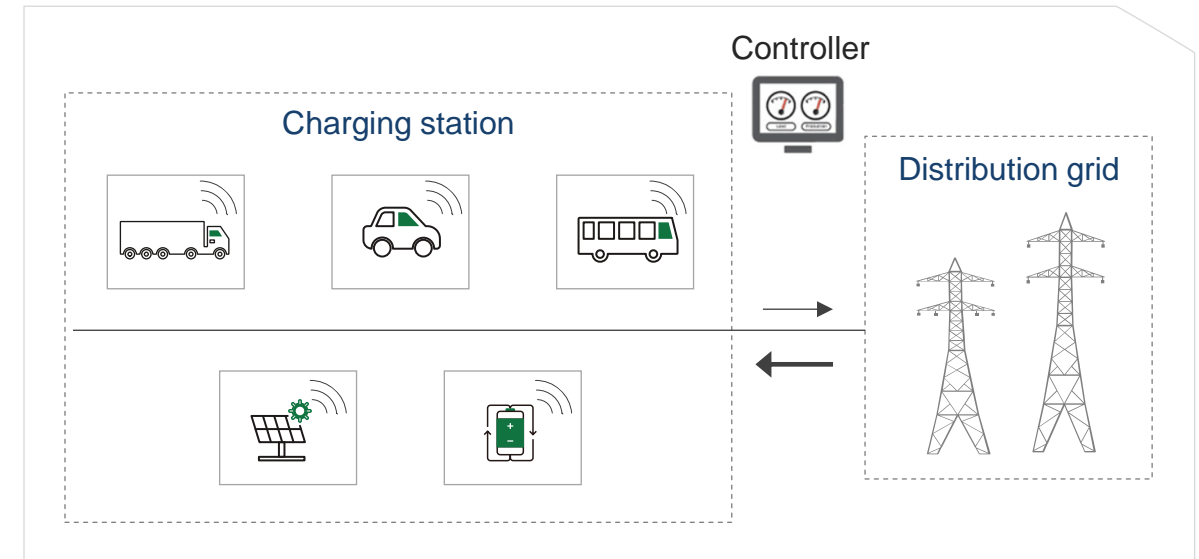 Controller
Charging station
Distribution grid
+
−